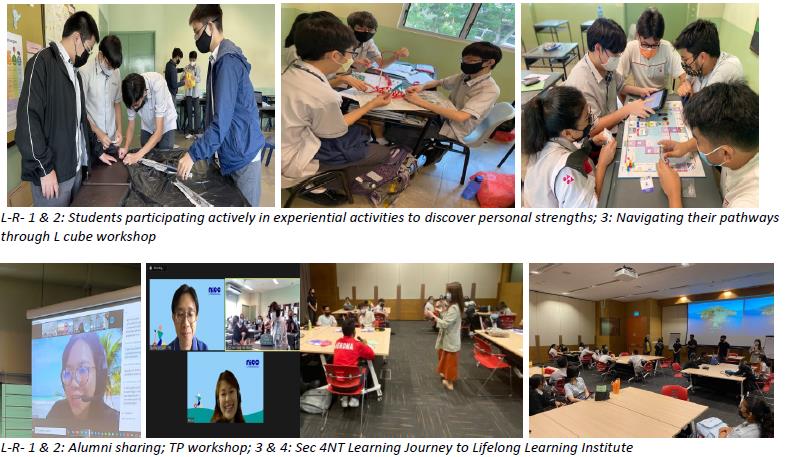 L-R- 1 & 2: Students participating actively in experiential activities to discover personal strengths; 3: Navigating their pathways
through L cube workshop
L-R- 1 & 2: Alumni sharing; TP workshop; 3 & 4: Sec 4NT Learning Journey to Lifelong Learning Institute